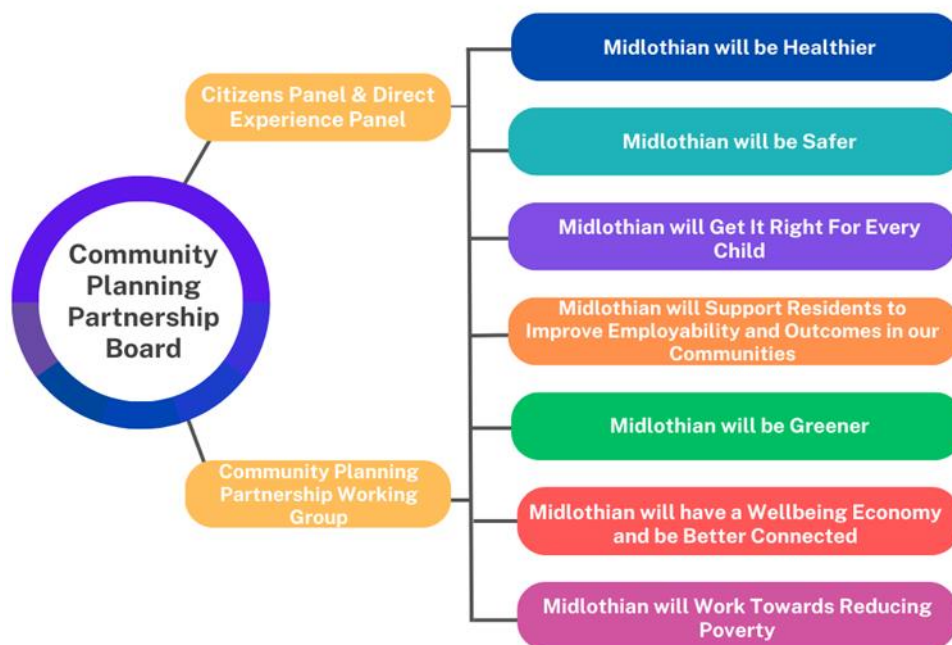 Community
Planning
Partnership
Board
Citizens Panel & Direct
Experience Panel
Community Planning
Partnership Working
Group
Midlothian will be Healthier
Midlothian will be Safer
Midlothian will Get It Right For Every
Child
Midlothian will Support Residents to
Improve Employability and Outcomes in our
Communities
Midlothian will be Greener
Midlothian will have a Wellbeing Economy
and be Better Connected
Midlothian will Work Towards Reducing
Poverty